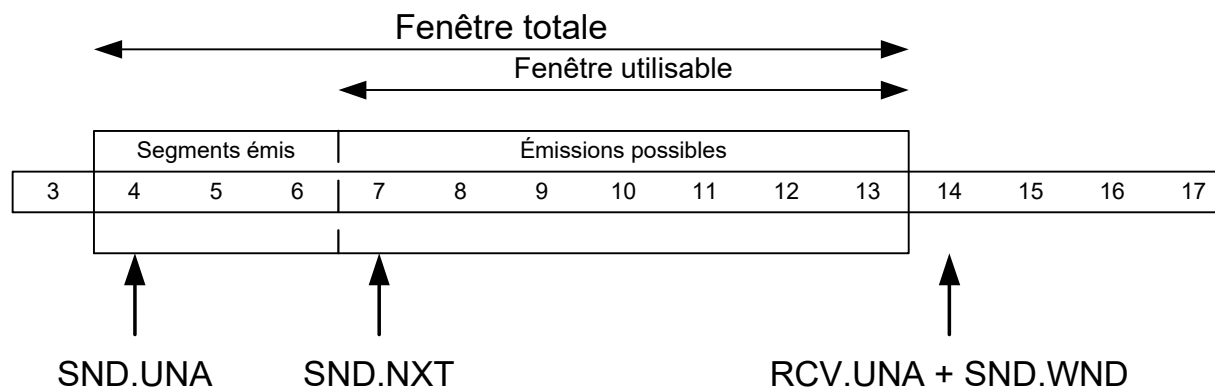 Fenêtre totale
Fenêtre utilisable
Segments émis Émissions possibles
3 4 5 6 7 8 9 10 11 12 13 14 15 16 17
SND.UNA SND.NXT RCV.UNA + SND.WND